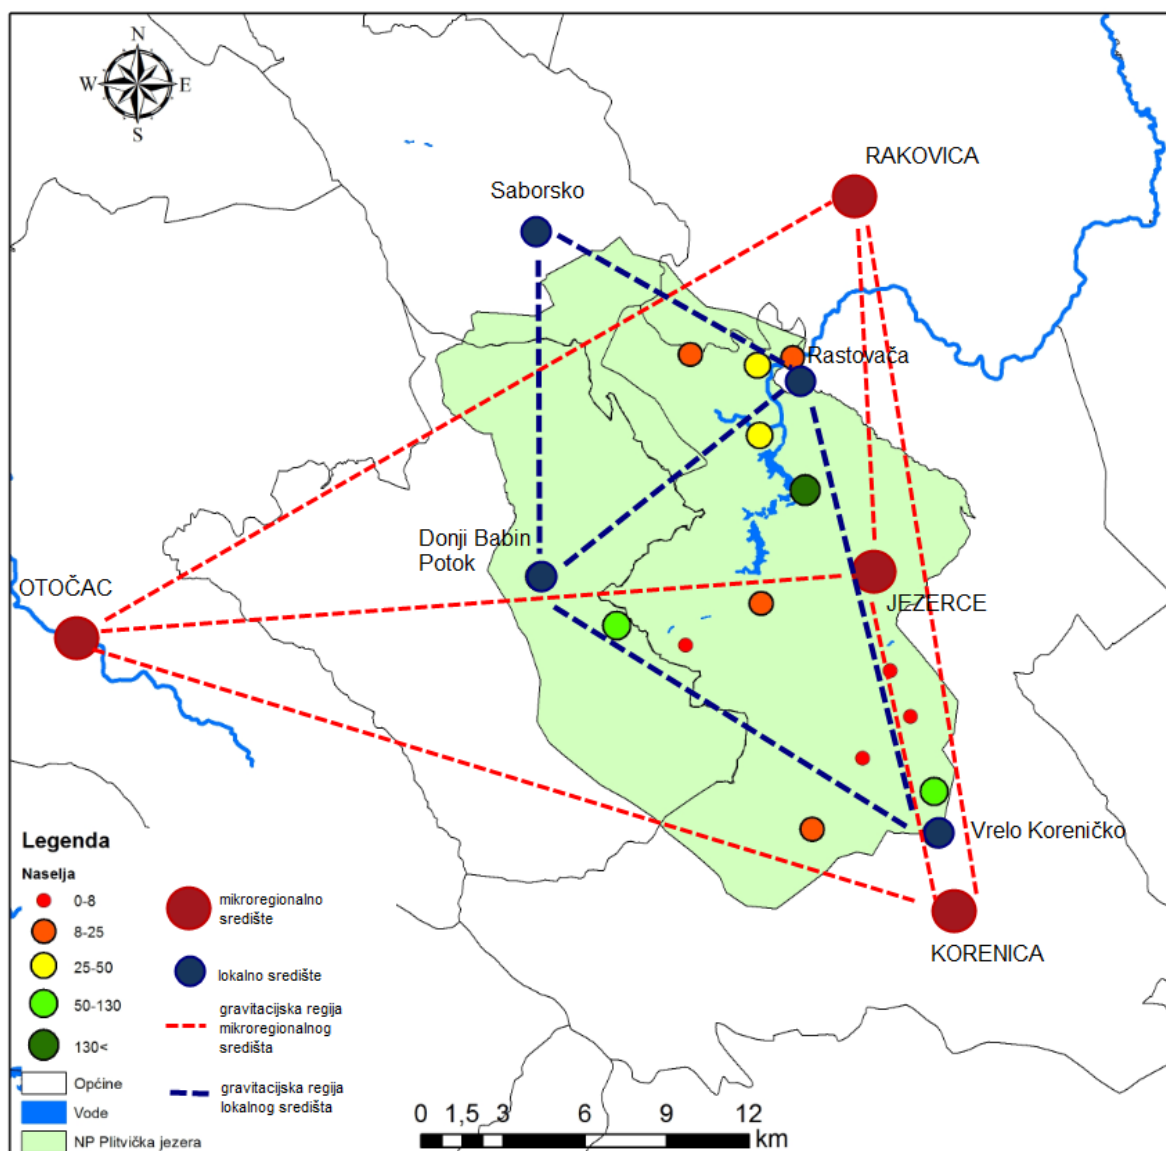 N
W
E
S
RAKOVICA
Saborsko
Rastovača
Donji Babin
Potok
OTOČAC
JEZERCE
Vrelo Koreničko
KORENICA
Legenda
Naselja
0-8
8-25
25-50
50-130
130<
Općine
Vode
NP Plitvička jezera
mikroregionalno
središte
lokalno središte
gravitacijska regija
mikroregionalnog
središta
gravitacijska regija
lokalnog središta
0 1,5 3 6 9 12
km